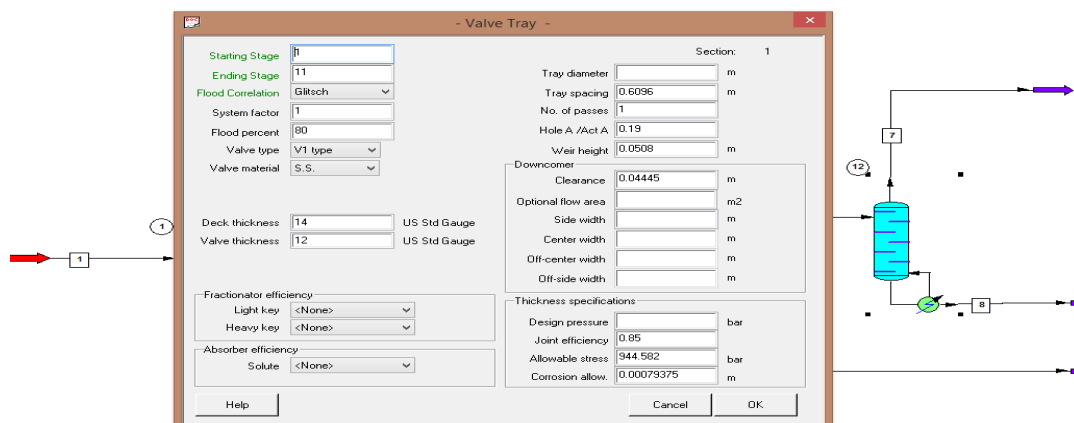 - Valve Tray -
Section: 1
Starting Stage 1
Ending Stage 11
Flood Correlation Glitsch
System factor 1
Flood percent 80
Valve type V1 type
Valve material S.S.
Deck thickness 14 US Std Gauge
Valve thickness 12 US Std Gauge
Fractionator efficiency
Light key <None>
Heavy key <None>
Absorber efficiency
Solute <None>
Tray diameter m
Tray spacing 0.6096 m
No. of passes 1
Hole A /Act A 0.19
Weir height 0.0508 m
Downcomer
Clearance 0.04445 m
Optional flow area m2
Side width m
Center width m
Off-center width m
Off-side width m
Thickness specifications
Design pressure bar
Joint efficiency 0.85
Allowable stress 944.582 bar
Corrosion allow. 0.00079375 m
Help
Cancel
OK
1
1
7
12
8